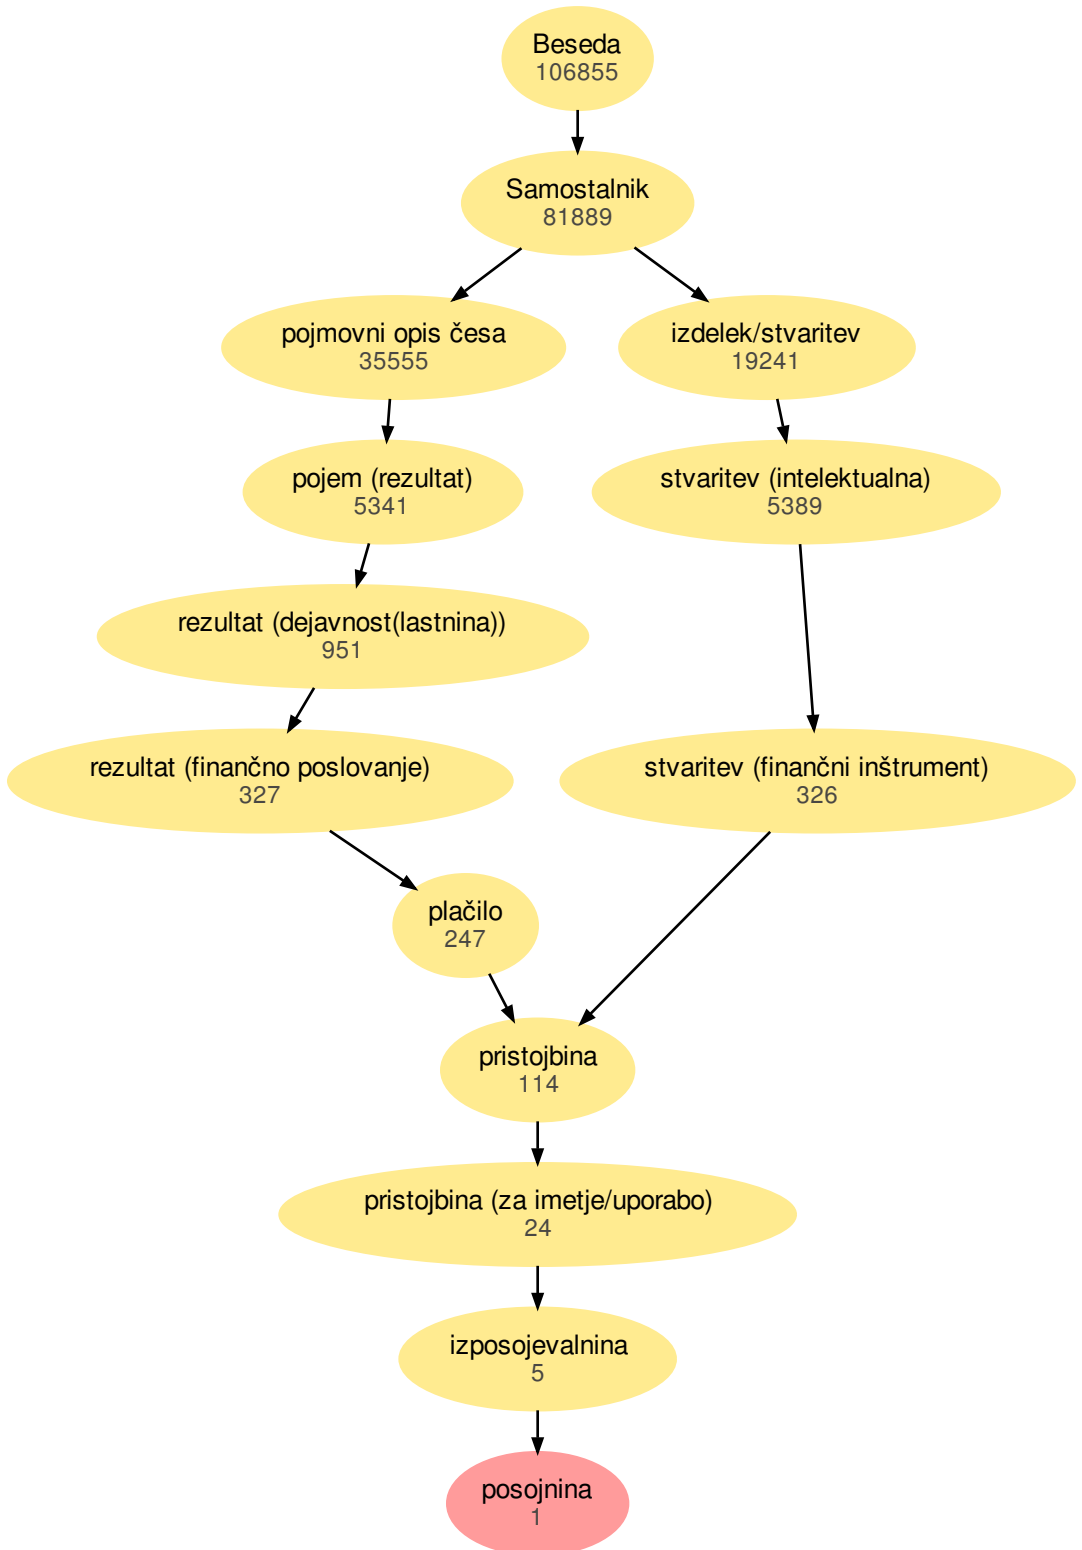 Beseda
106855
Samostalnik
81889
pojmovni opis česa
35555
izdelek/stvaritev
19241
pojem (rezultat)
5341
stvaritev (intelektualna)
5389
rezultat (dejavnost(lastnina))
951
rezultat (finančno poslovanje)
327
stvaritev (finančni inštrument)
326
plačilo
247
pristojbina
114
pristojbina (za imetje/uporabo)
24
izposojevalnina
5
posojnina
1